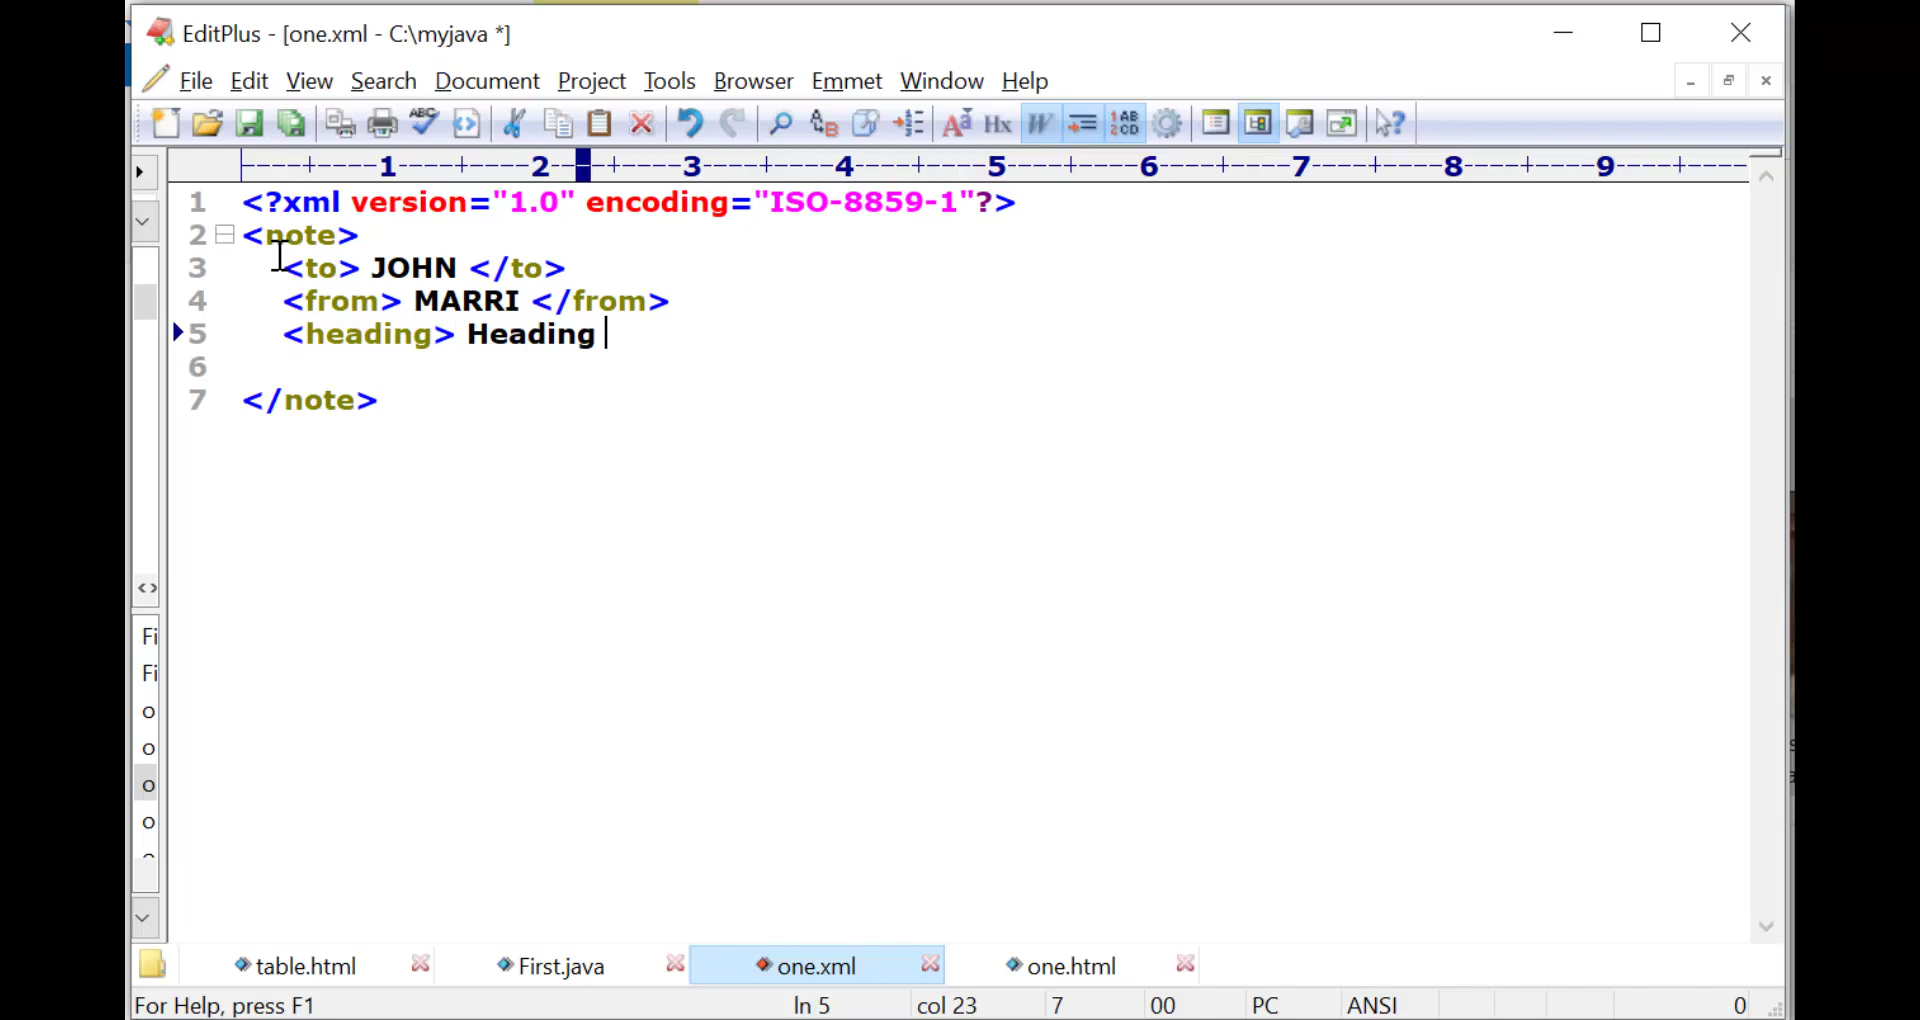 EditPlus - [one.xml - C:\myjava *]
File Edit View Search Document Project Tools Browser Emmet Window Help
1 2 3 4 5 6 7 8 9
1 <?xml version="1.0" encoding="ISO-8859-1"?>
2 <note>
3 <to> JOHN </to>
4 <from> MARRI </from>
5 <heading> Heading
6
7 </note>
Fi
Fi
o
o
o
o
table.html First.java one.xml one.html
For Help, press F1 ln 5 col 23 7 00 PC ANSI 0